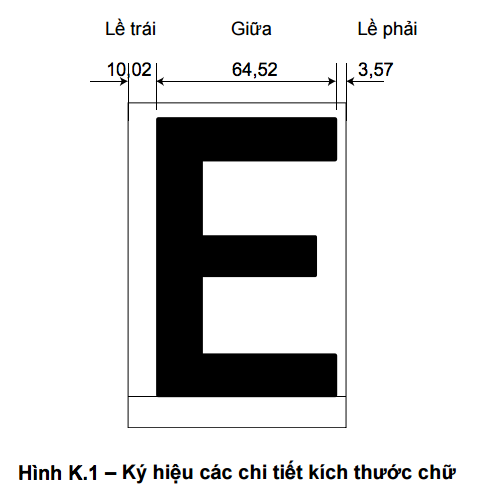 Lề trái Giữa Lề phải
10,02 64,52 3,57
E
Hình K.1 – Ký hiệu các chi tiết kích thước chữ